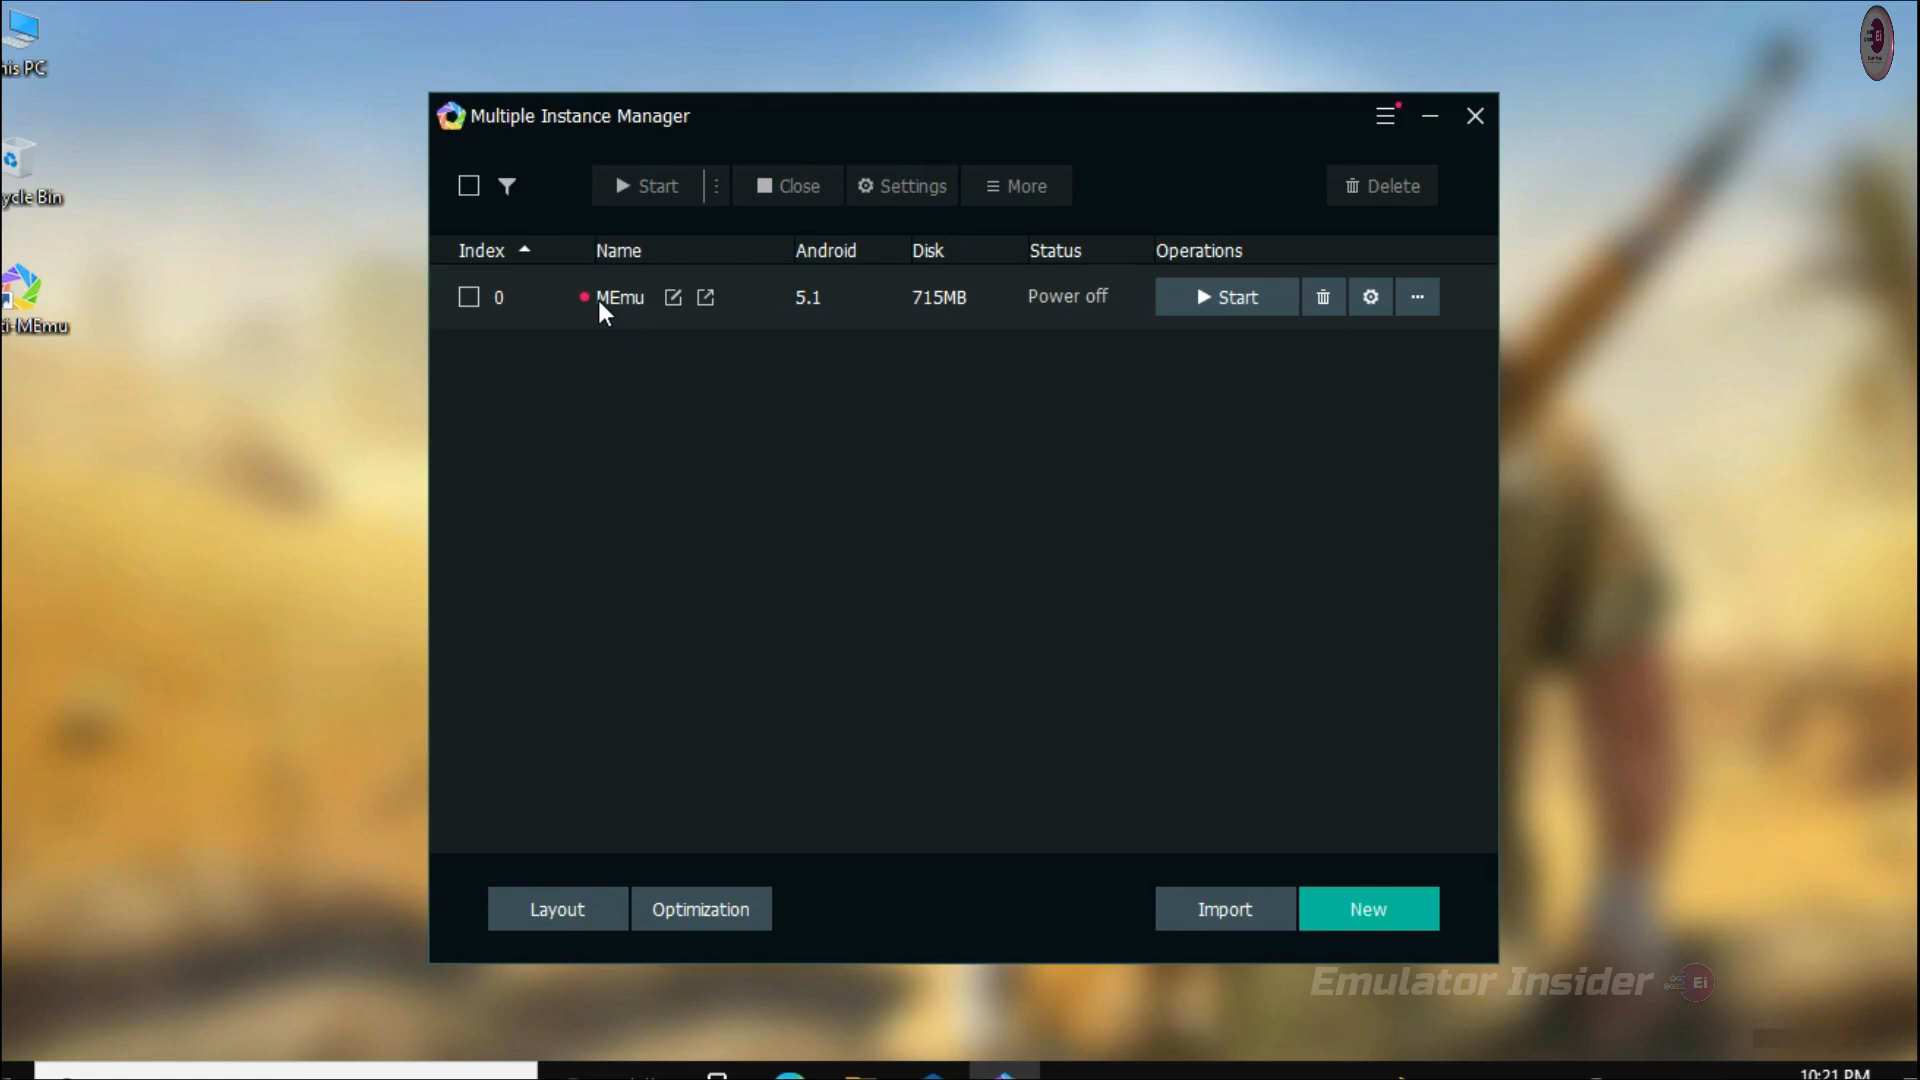 his PC
ycle Bin
ti-MEmu
Multiple Instance Manager
Start
Close
Settings
More
Delete
Index
Name
Android
Disk
Status
Operations
0
MEmu
5.1
715MB
Power off
Start
Layout
Optimization
Import
New
Emulator Insider
Ei
10:21 PM